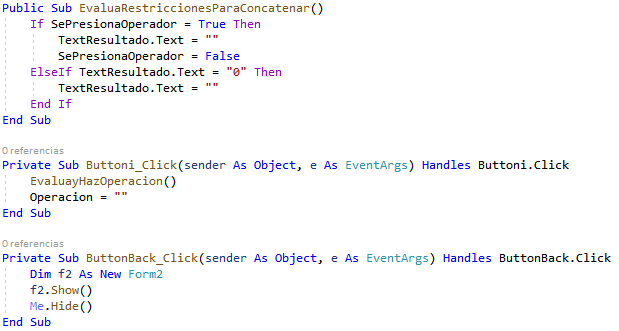 Public Sub EvaluaRestriccionesParaConcatenar()
    If SePresionaOperador = True Then
        TextResultado.Text = ""
        SePresionaOperador = False
    ElseIf TextResultado.Text = "0" Then
        TextResultado.Text = ""
    End If
End Sub
0 referencias
Private Sub Buttoni_Click(sender As Object, e As EventArgs) Handles Buttoni.Click
    EvaluayHazOperacion()
    Operacion = ""
End Sub
0 referencias
Private Sub ButtonBack_Click(sender As Object, e As EventArgs) Handles ButtonBack.Click
    Dim f2 As New Form2
    f2.Show()
    Me.Hide()
End Sub